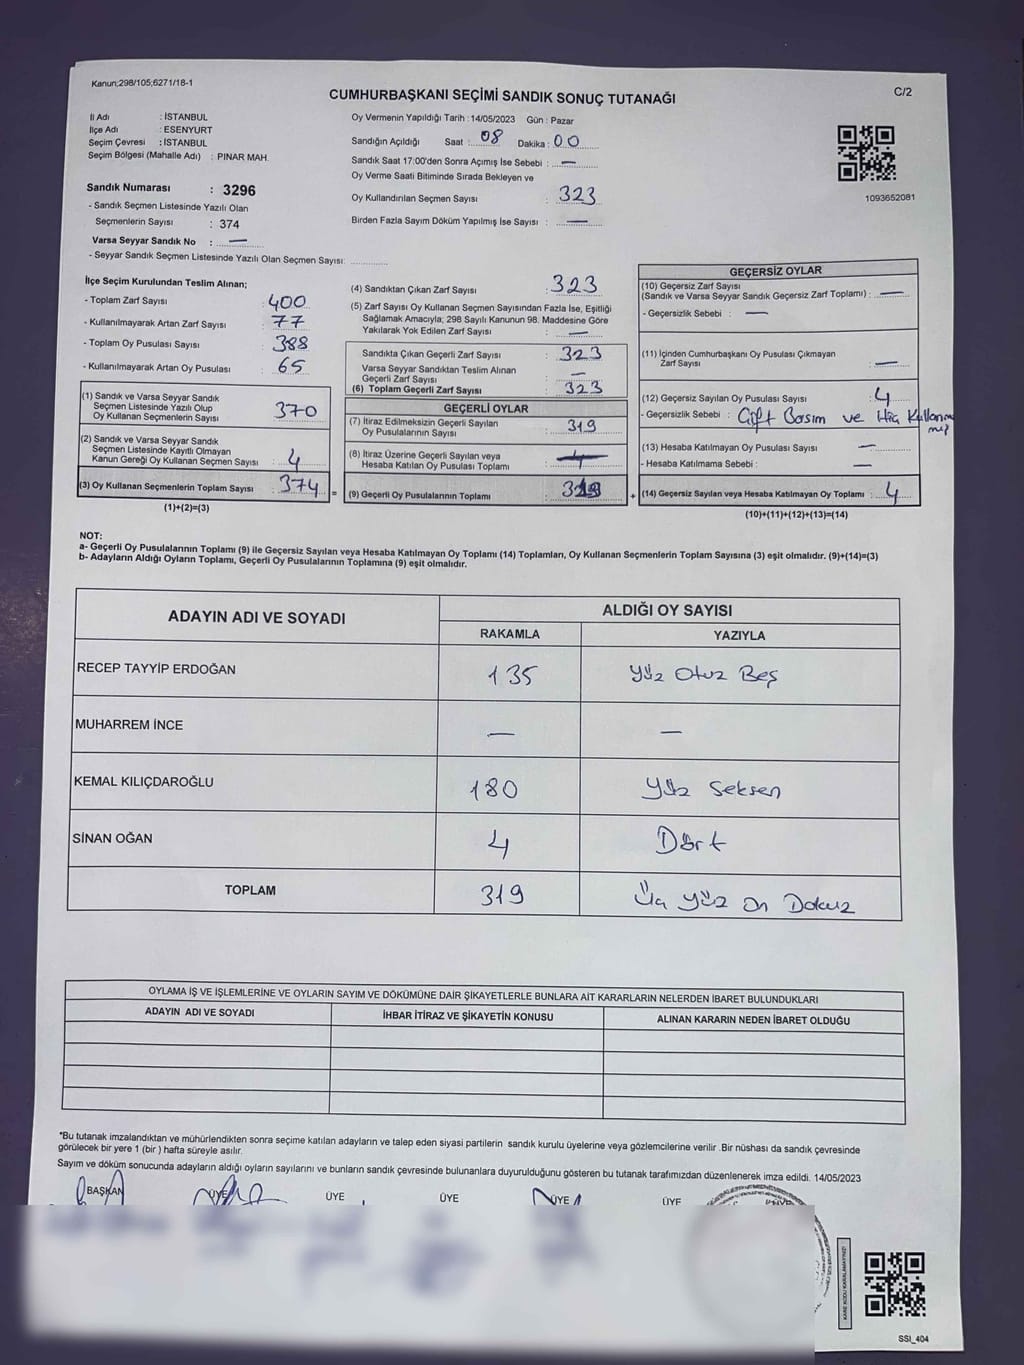 Kanun;298/105;6271/18-1
CUMHURBAŞKANI SEÇİMİ SANDIK SONUÇ TUTANAĞI
C/2
İl Adı : İSTANBUL
İlçe Adı : ESENYURT
Seçim Çevresi : İSTANBUL
Seçim Bölgesi (Mahalle Adı) : PINAR MAH.
Sandık Numarası : 3296
- Sandık Seçmen Listesinde Yazılı Olan
Seçmenlerin Sayısı : 374
Varsa Seyyar Sandık No : —
- Seyyar Sandık Seçmen Listesinde Yazılı Olan Seçmen Sayısı:
Oy Vermenin Yapıldığı Tarih : 14/05/2023 Gün : Pazar
Sandığın Açıldığı Saat : 08 Dakika : 00
Sandık Saat 17:00'den Sonra Açımış İse Sebebi : —
Oy Verme Saati Bitiminde Sırada Bekleyen ve
Oy Kullandırılan Seçmen Sayısı : 323
Birden Fazla Sayım Döküm Yapılmış İse Sayısı : —
1093652081
İlçe Seçim Kurulundan Teslim Alınan;
- Toplam Zarf Sayısı : 400
- Kullanılmayarak Artan Zarf Sayısı : 77
- Toplam Oy Pusulası Sayısı : 388
- Kullanılmayarak Artan Oy Pusulası : 65
(1) Sandık ve Varsa Seyyar Sandık
Seçmen Listesinde Yazılı Olup
Oy Kullanan Seçmenlerin Sayısı : 370
(2) Sandık ve Varsa Seyyar Sandık
Seçmen Listesinde Kayıtlı Olmayan
Kanun Gereği Oy Kullanan Seçmen Sayısı : 4
(3) Oy Kullanan Seçmenlerin Toplam Sayısı : 374 =
(1)+(2)=(3)
(4) Sandıktan Çıkan Zarf Sayısı : 323
(5) Zarf Sayısı Oy Kullanan Seçmen Sayısından Fazla İse, Eşitliği
Sağlamak Amacıyla; 298 Sayılı Kanunun 98. Maddesine Göre
Yakılarak Yok Edilen Zarf Sayısı : —
Sandıkta Çıkan Geçerli Zarf Sayısı : 323
Varsa Seyyar Sandıktan Teslim Alınan
Geçerli Zarf Sayısı : —
(6) Toplam Geçerli Zarf Sayısı : 323
GEÇERLİ OYLAR
(7) İtiraz Edilmeksizin Geçerli Sayılan
Oy Pusulalarının Sayısı : 319
(8) İtiraz Üzerine Geçerli Sayılan veya
Hesaba Katılan Oy Pusulası Toplamı :
(9) Geçerli Oy Pusulalarının Toplamı : 319 +
GEÇERSİZ OYLAR
(10) Geçersiz Zarf Sayısı
(Sandık ve Varsa Seyyar Sandık Geçersiz Zarf Toplamı) : —
- Geçersizlik Sebebi : —
(11) İçinden Cumhurbaşkanı Oy Pusulası Çıkmayan
Zarf Sayısı : —
(12) Geçersiz Sayılan Oy Pusulası Sayısı : 4
- Geçersizlik Sebebi : Çift Basım ve Hiç Kullanma
mış
(13) Hesaba Katılmayan Oy Pusulası Sayısı : —
- Hesaba Katılmama Sebebi : —
(14) Geçersiz Sayılan veya Hesaba Katılmayan Oy Toplamı : 4
(10)+(11)+(12)+(13)=(14)
NOT:
a- Geçerli Oy Pusulalarının Toplamı (9) ile Geçersiz Sayılan veya Hesaba Katılmayan Oy Toplamı (14) Toplamları, Oy Kullanan Seçmenlerin Toplam Sayısına (3) eşit olmalıdır. (9)+(14)=(3)
b- Adayların Aldığı Oyların Toplamı, Geçerli Oy Pusulalarının Toplamına (9) eşit olmalıdır.
ADAYIN ADI VE SOYADI
ALDIĞI OY SAYISI
RAKAMLA YAZIYLA
RECEP TAYYİP ERDOĞAN 135 Yüz Otuz Beş
MUHARREM İNCE — —
KEMAL KILIÇDAROĞLU 180 Yüz Seksen
SİNAN OĞAN 4 Dört
TOPLAM 319 Üç Yüz On Dokuz
OYLAMA İŞ VE İŞLEMLERİNE VE OYLARIN SAYIM VE DÖKÜMÜNE DAİR ŞİKAYETLERLE BUNLARA AİT KARARLARIN NELERDEN İBARET BULUNDUKLARI
ADAYIN ADI VE SOYADI İHBAR İTİRAZ VE ŞİKAYETİN KONUSU ALINAN KARARIN NEDEN İBARET OLDUĞU
*Bu tutanak imzalandıktan ve mühürlendikten sonra seçime katılan adayların ve talep eden siyasi partilerin sandık kurulu üyelerine veya gözlemcilerine verilir .Bir nüshası da sandık çevresinde
görülecek bir yere 1 (bir ) hafta süreyle asılır.
Sayım ve döküm sonucunda adayların aldığı oyların sayılarını ve bunların sandık çevresinde bulunanlara duyurulduğunu gösteren bu tutanak tarafımızdan düzenlenerek imza edildi. 14/05/2023
BAŞKAN ÜYE ÜYE ÜYE ÜYE ÜYE
KARE KODU KARALAMAYINIZ!
SSI_404